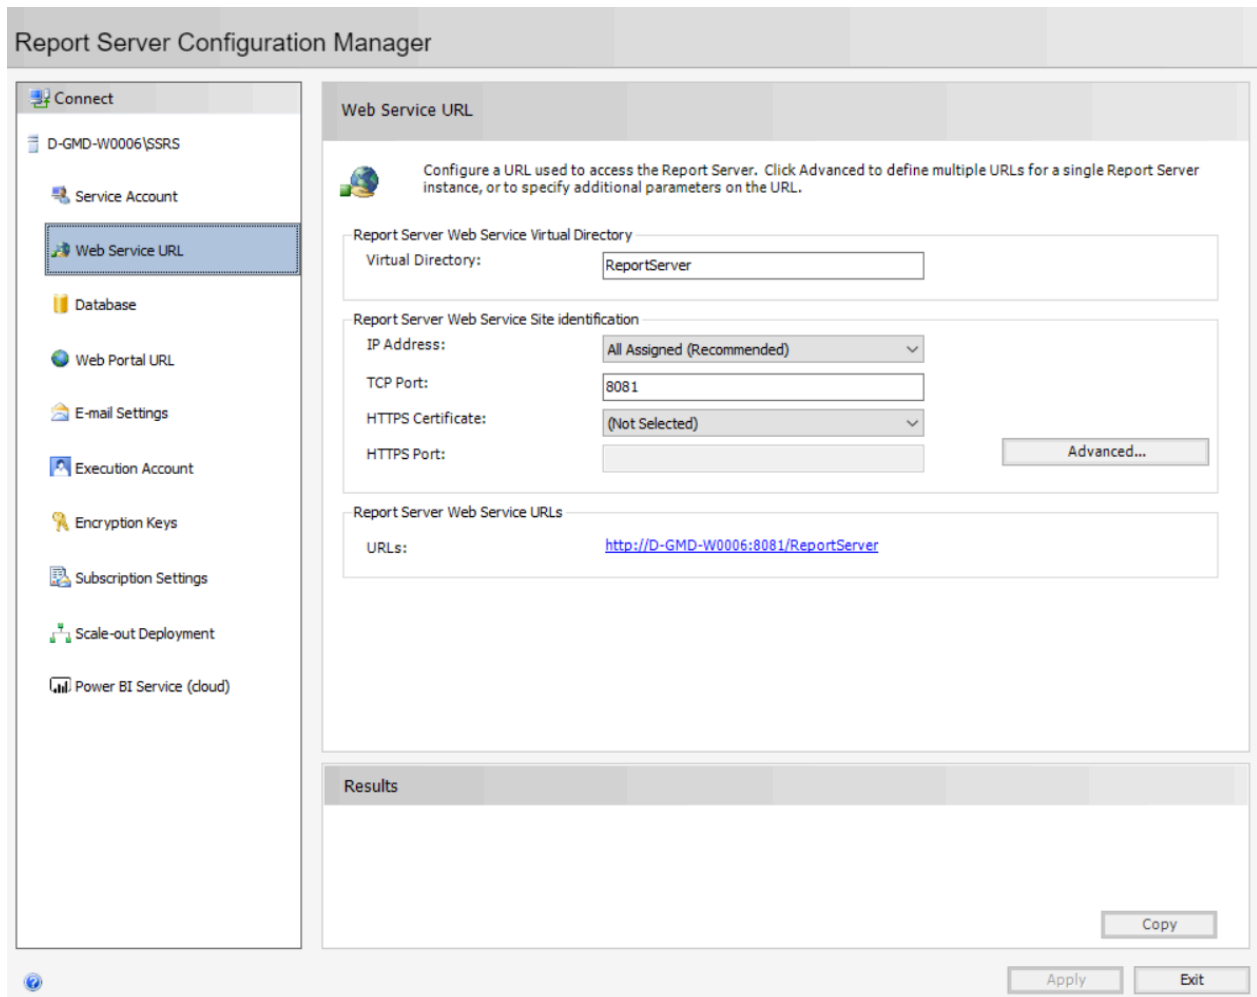 Report Server Configuration Manager
Connect
D-GMD-W0006\SSRS
Service Account
Web Service URL
Database
Web Portal URL
E-mail Settings
Execution Account
Encryption Keys
Subscription Settings
Scale-out Deployment
Power BI Service (cloud)
Web Service URL
Configure a URL used to access the Report Server. Click Advanced to define multiple URLs for a single Report Server
instance, or to specify additional parameters on the URL.
Report Server Web Service Virtual Directory
Virtual Directory: ReportServer
Report Server Web Service Site identification
IP Address: All Assigned (Recommended)
TCP Port: 8081
HTTPS Certificate: (Not Selected)
HTTPS Port:
Advanced...
Report Server Web Service URLs
URLs: http://D-GMD-W0006:8081/ReportServer
Results
Copy
?
Apply Exit